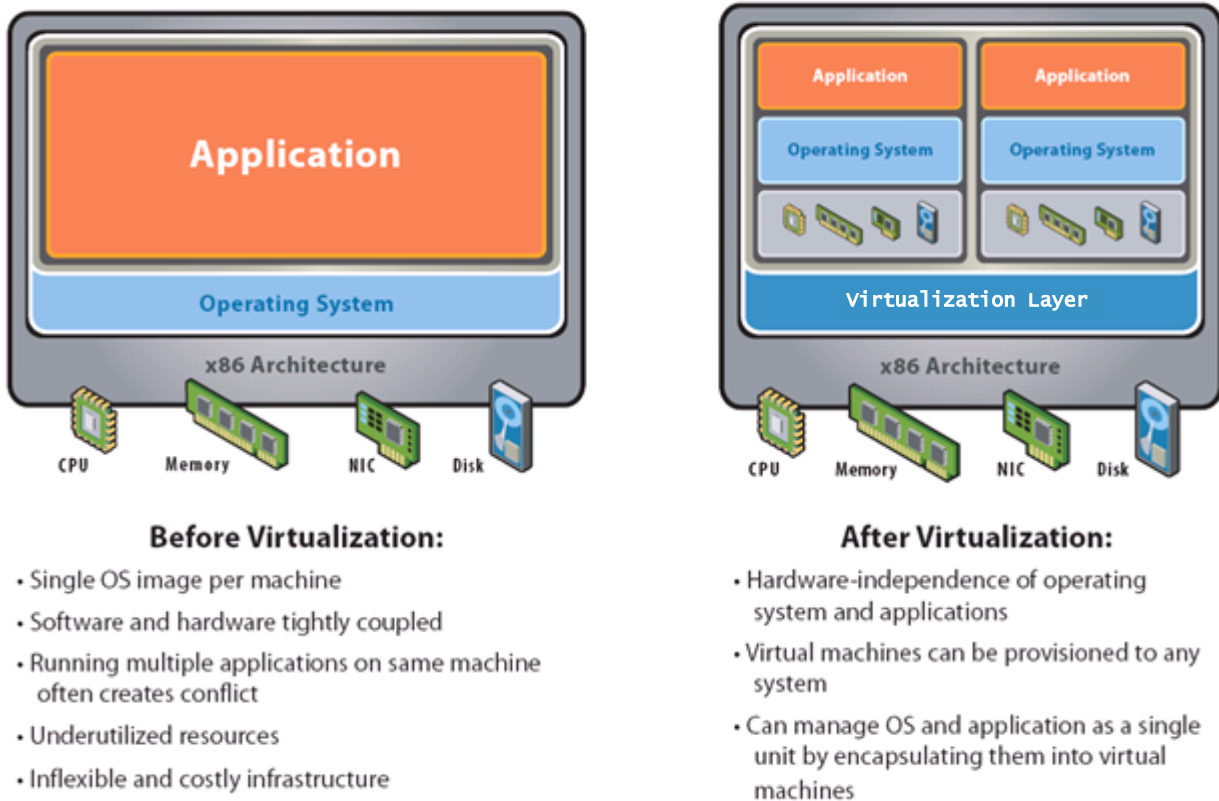 Application
Operating System
x86 Architecture
CPU
Memory
NIC
Disk
Before Virtualization:
• Single OS image per machine
• Software and hardware tightly coupled
• Running multiple applications on same machine
often creates conflict
• Underutilized resources
• Inflexible and costly infrastructure
Application
Application
Operating System
Operating System
Virtualization Layer
x86 Architecture
CPU
Memory
NIC
Disk
After Virtualization:
• Hardware-independence of operating
system and applications
• Virtual machines can be provisioned to any
system
• Can manage OS and application as a single
unit by encapsulating them into virtual
machines